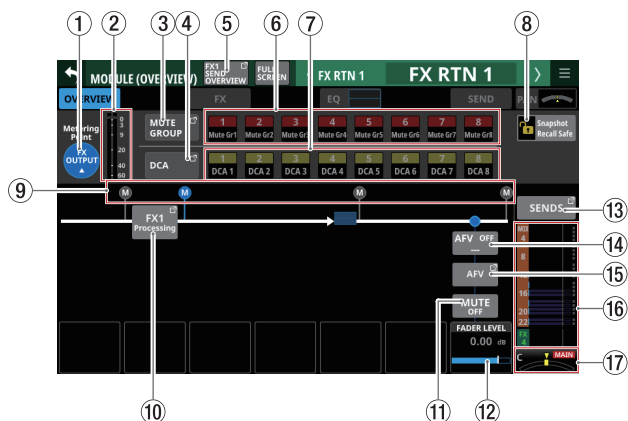 ① ② ③ ④ ⑤ ⑥ ⑦ ⑧
MODULE (OVERVIEW)
FX1 SEND OVERVIEW
FULL SCREEN
FX RTN 1
FX RTN 1
OVERVIEW
FX
EQ
SEND
PAN
Metering Point
FX OUTPUT
0
3
9
20
40
60
MUTE GROUP
1 2 3 4 5 6 7 8
Mute Gr1 Mute Gr2 Mute Gr3 Mute Gr4 Mute Gr5 Mute Gr6 Mute Gr7 Mute Gr8
Snapshot Recall Safe
DCA
1 2 3 4 5 6 7 8
DCA 1 DCA 2 DCA 3 DCA 4 DCA 5 DCA 6 DCA 7 DCA 8
⑨
M M M M
SENDS
⑬
FX1 Processing
MIX
4
8
16
20
22
FX
4
AFV OFF
---
⑭
AFV
⑮
MUTE OFF
⑯
FADER LEVEL
0.00 dB
C
MAIN
⑰
⑩ ⑪ ⑫